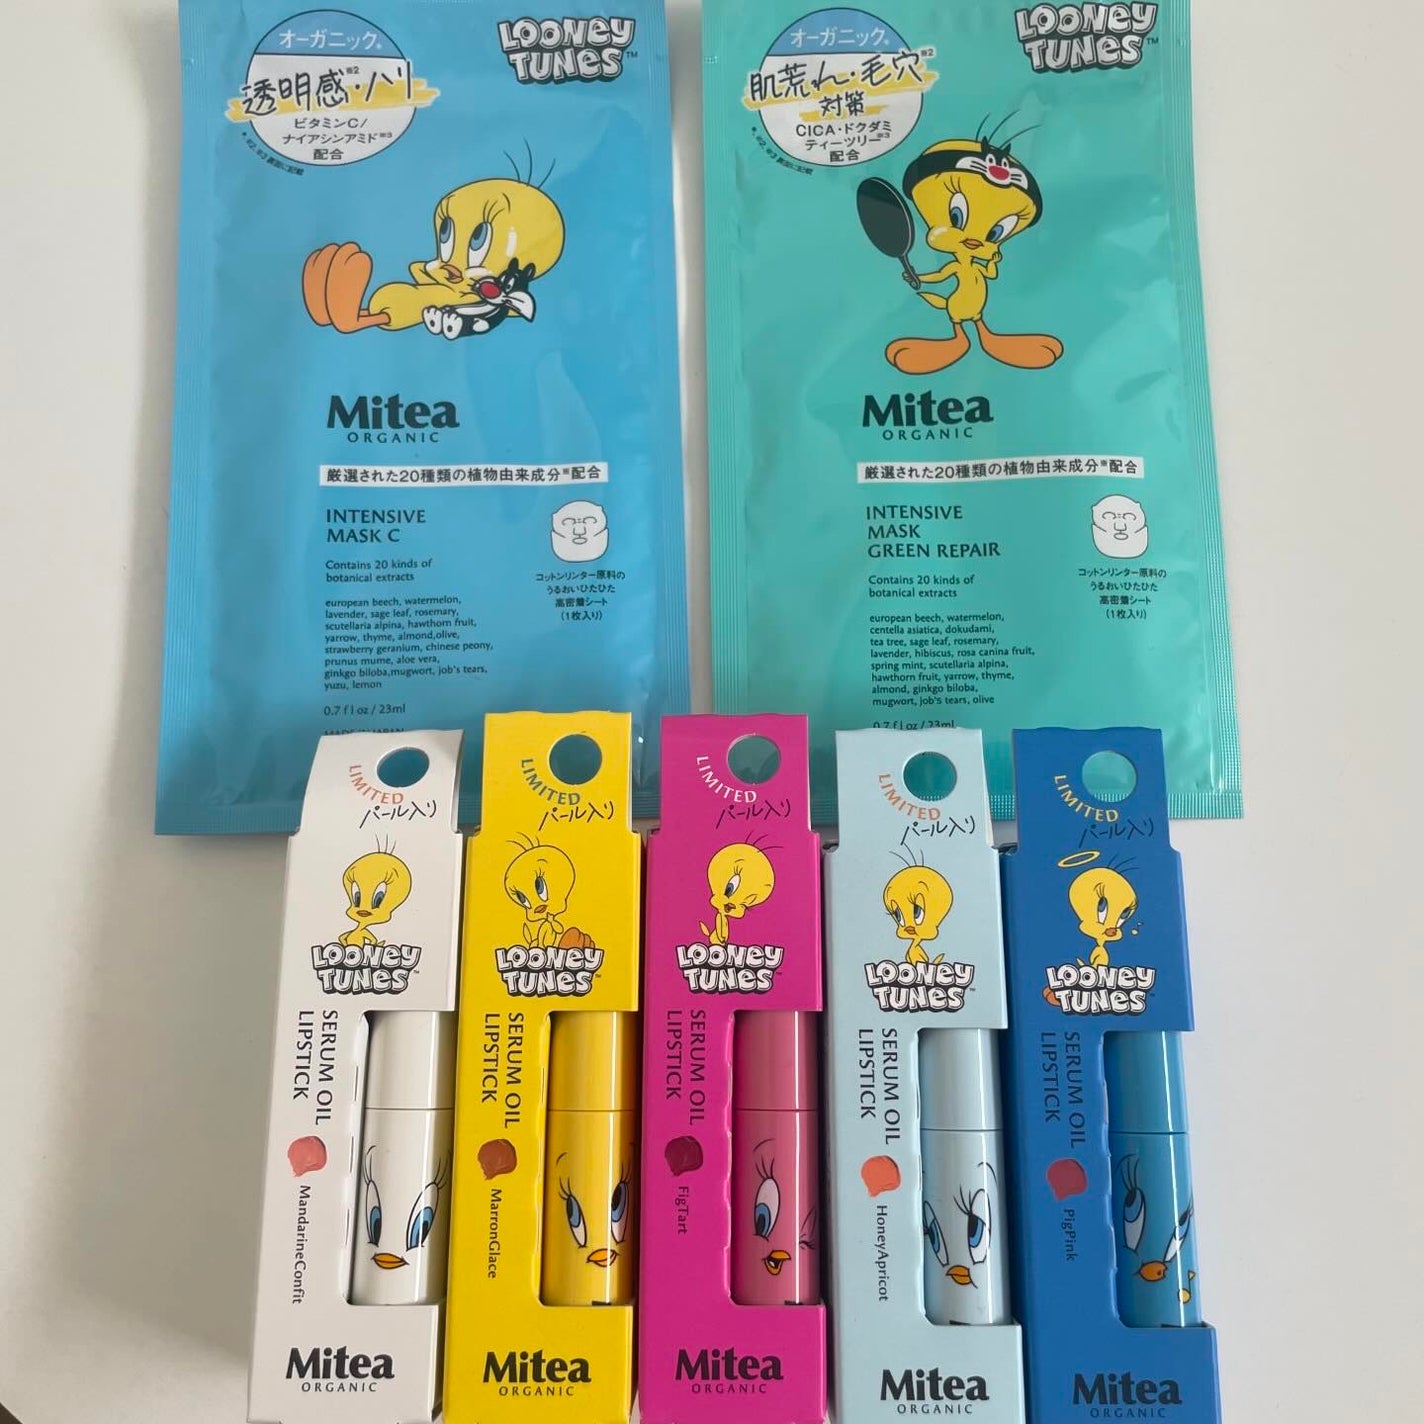 オーガニック※
透明感※2・ハリ
ビタミンC/
ナイアシンアミド※3
配合
LOONEY
TUNES™
Mitea
ORGANIC
厳選された20種類の植物由来成分※配合
INTENSIVE
MASK C
Contains 20 kinds of
botanical extracts
european beech, watermelon,
lavender, sage leaf, rosemary,
scutellaria alpina, hawthorn fruit,
yarrow, thyme, almond,olive,
strawberry geranium, chinese peony,
prunus mume, aloe vera,
ginkgo biloba,mugwort, job's tears,
yuzu, lemon
0.7 fl oz / 23ml
MADE IN JAPAN
コットンリンター原料の
うるおいひたひた
高密着シート
(1枚入り)
オーガニック※
肌荒れ・毛穴※2
対策
CICA・ドクダミ
ティーツリー※3
配合
LOONEY
TUNES™
Mitea
ORGANIC
厳選された20種類の植物由来成分※配合
INTENSIVE
MASK
GREEN REPAIR
Contains 20 kinds of
botanical extracts
european beech, watermelon,
centella asiatica, dokudami,
tea tree, sage leaf, rosemary,
lavender, hibiscus, rosa canina fruit,
spring mint, scutellaria alpina,
hawthorn fruit, yarrow, thyme,
almond, ginkgo biloba,
mugwort, job's tears, olive
0.7 fl oz / 23ml
コットンリンター原料の
うるおいひたひた
高密着シート
(1枚入り)
LIMITED
パール入り
LOONEY
TUNES™
SERUM OIL
LIPSTICK
MandarineConfit
Mitea
ORGANIC
LIMITED
パール入り
LOONEY
TUNES™
SERUM OIL
LIPSTICK
MarronGlace
Mitea
ORGANIC
LIMITED
パール入り
LOONEY
TUNES™
SERUM OIL
LIPSTICK
FigTart
Mitea
ORGANIC
LIMITED
パール入り
LOONEY
TUNES™
SERUM OIL
LIPSTICK
HoneyApricot
Mitea
ORGANIC
LIMITED
パール入り
LOONEY
TUNES™
SERUM OIL
LIPSTICK
PigPink
Mitea
ORGANIC